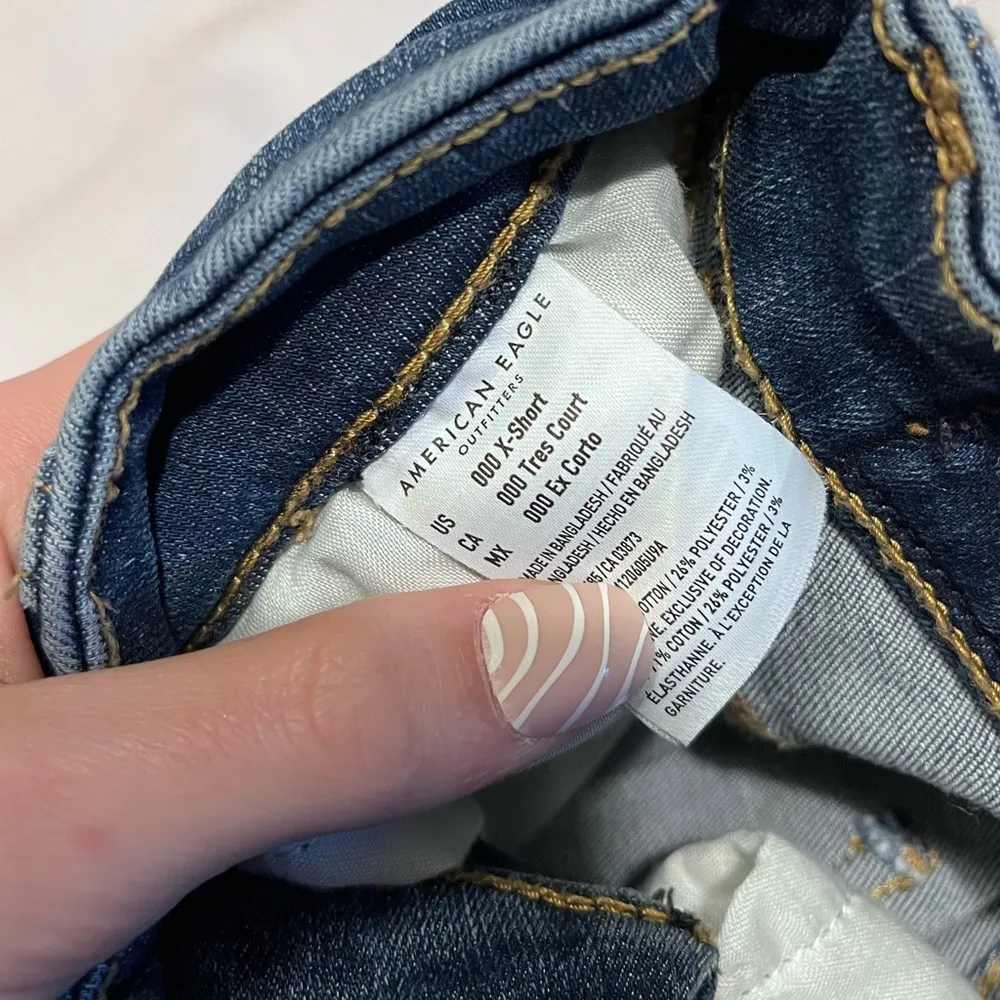 AMERICAN EAGLE
OUTFITTERS
US 000 X-Short
CA 000 Tres Court
MX 000 Ex Corto
MADE IN BANGLADESH / FABRIQUÉ AU
BANGLADESH / HECHO EN BANGLADESH
/ CA 03873
COTTON / 26% POLYESTER / 3%
EXCLUSIVE OF DECORATION.
COTON / 26% POLYESTER / 3%
ÉLASTHANNE. À L'EXCEPTION DE LA
GARNITURE.